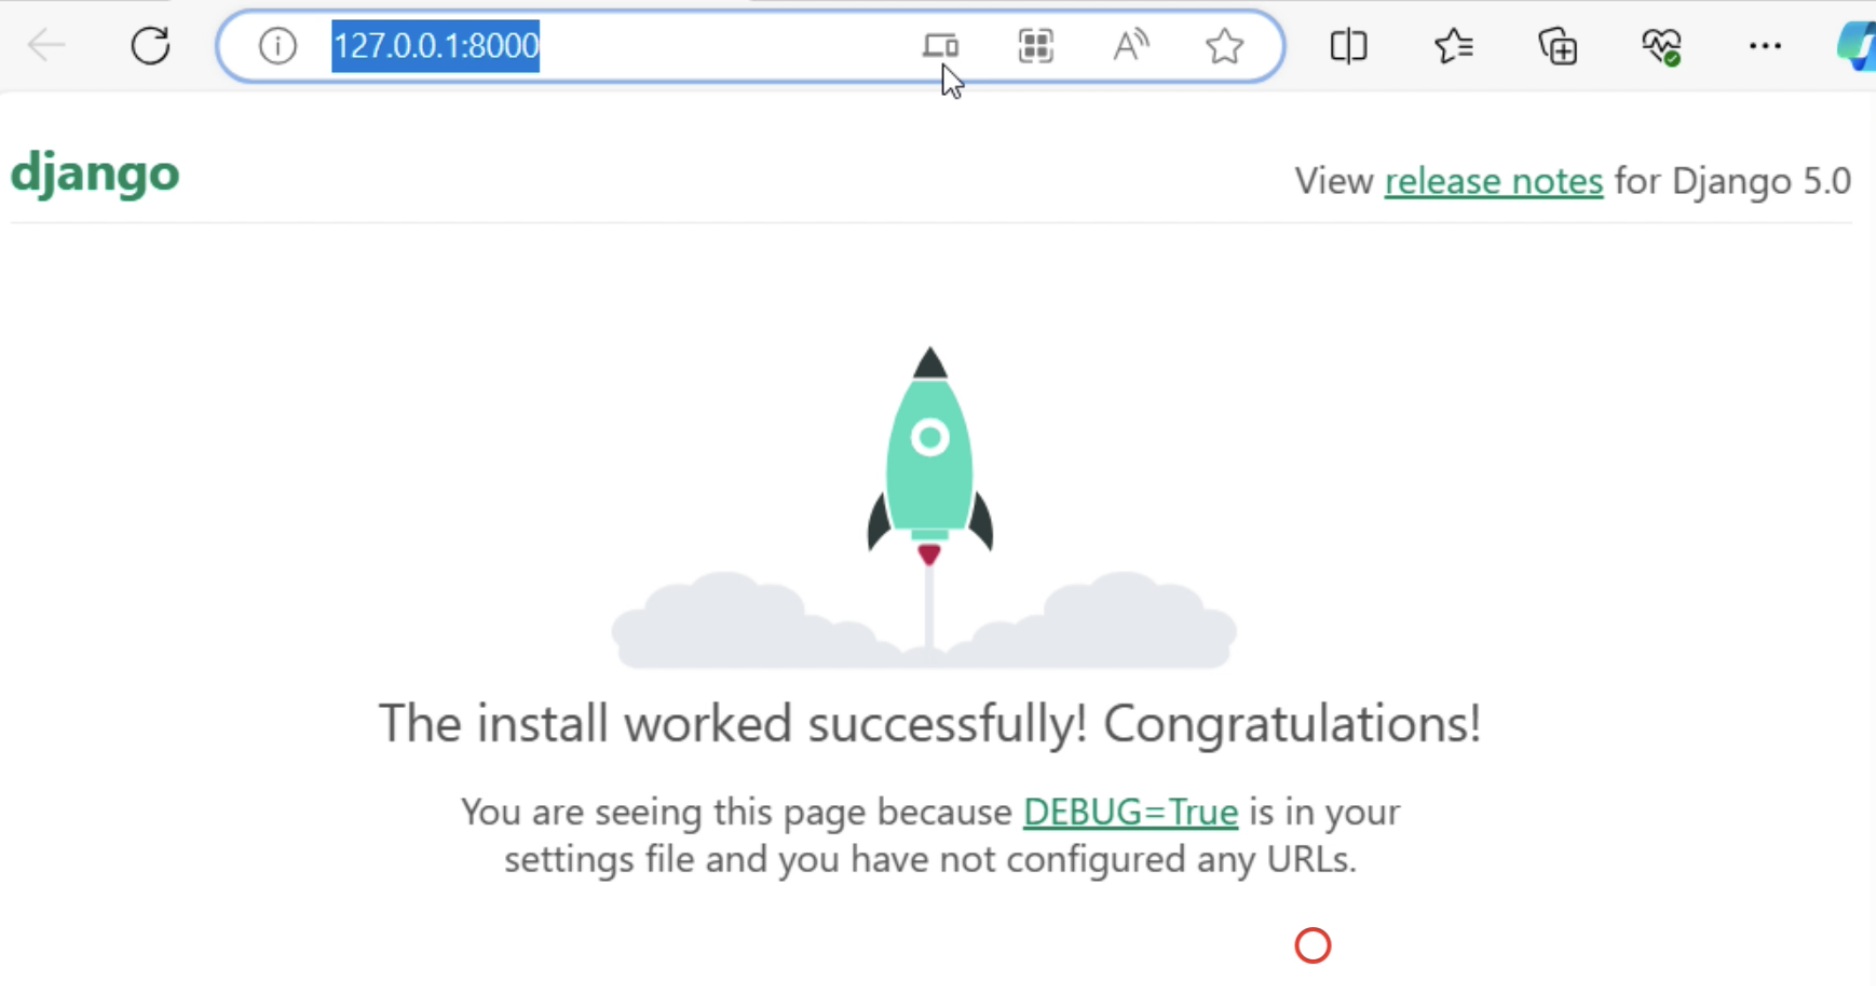 127.0.0.1:8000
django
View release notes for Django 5.0
The install worked successfully! Congratulations!
You are seeing this page because DEBUG=True is in your
settings file and you have not configured any URLs.